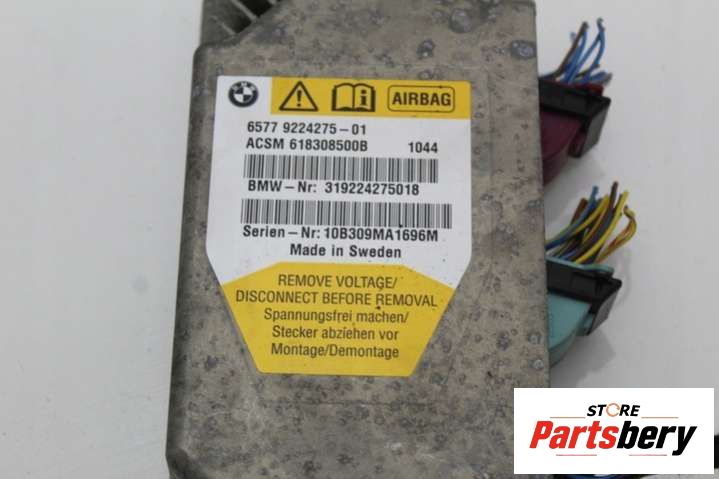 BMW
AIRBAG
6577 9224275-01
ACSM 618308500B 1044
BMW-Nr: 319224275018
Serien-Nr: 10B309MA1696M
Made in Sweden
REMOVE VOLTAGE/
DISCONNECT BEFORE REMOVAL
Spannungsfrei machen/
Stecker abziehen vor
Montage/Demontage
STORE
Partsbery